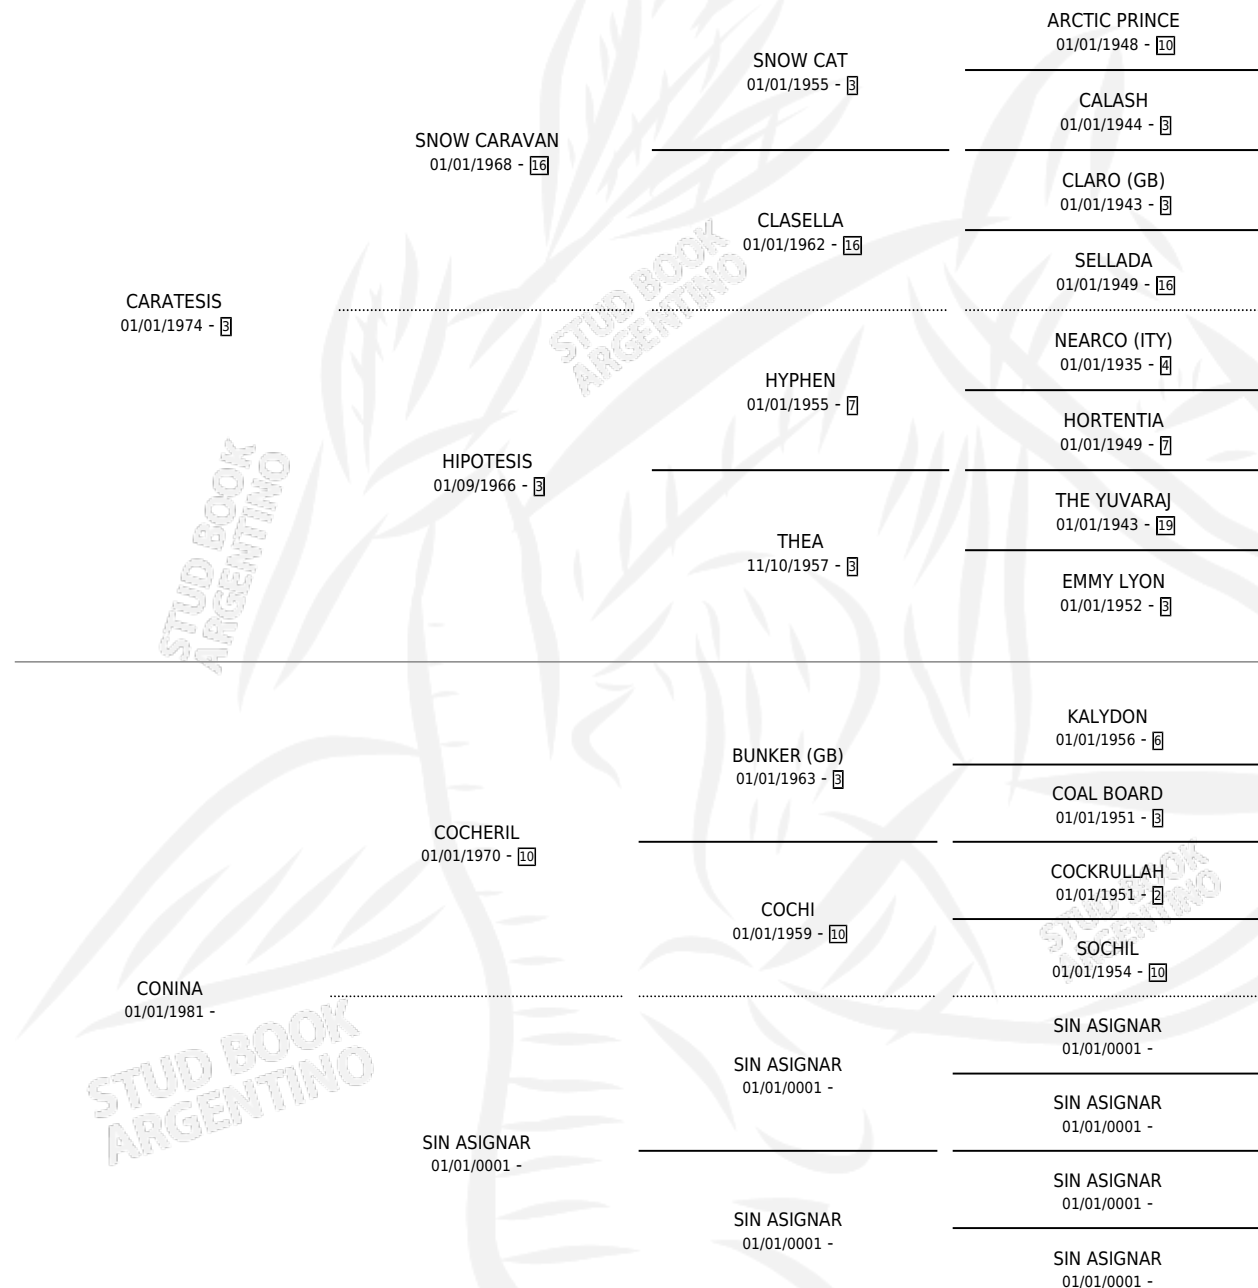 ARCTIC PRINCE
01/01/1948 - 10
SNOW CAT
01/01/1955 - 3
CALASH
01/01/1944 - 3
SNOW CARAVAN
01/01/1968 - 16
CLARO (GB)
01/01/1943 - 3
CLASELLA
01/01/1962 - 16
SELLADA
01/01/1949 - 16
CARATESIS
01/01/1974 - 3
NEARCO (ITY)
01/01/1935 - 4
HYPHEN
01/01/1955 - 7
HORTENTIA
01/01/1949 - 7
HIPOTESIS
01/09/1966 - 3
THE YUVARAJ
01/01/1943 - 19
THEA
11/10/1957 - 3
EMMY LYON
01/01/1952 - 3
KALYDON
01/01/1956 - 6
BUNKER (GB)
01/01/1963 - 3
COAL BOARD
01/01/1951 - 3
COCHERIL
01/01/1970 - 10
COCKRULLAH
01/01/1951 - 2
COCHI
01/01/1959 - 10
SOCHIL
01/01/1954 - 10
CONINA
01/01/1981 -
SIN ASIGNAR
01/01/0001 -
SIN ASIGNAR
01/01/0001 -
SIN ASIGNAR
01/01/0001 -
SIN ASIGNAR
01/01/0001 -
SIN ASIGNAR
01/01/0001 -
SIN ASIGNAR
01/01/0001 -
SIN ASIGNAR
01/01/0001 -
STUD BOOK
ARGENTINO
STUD BOOK
ARGENTINO
STUD BOOK
ARGENTINO
STUD BOOK
ARGENTINO